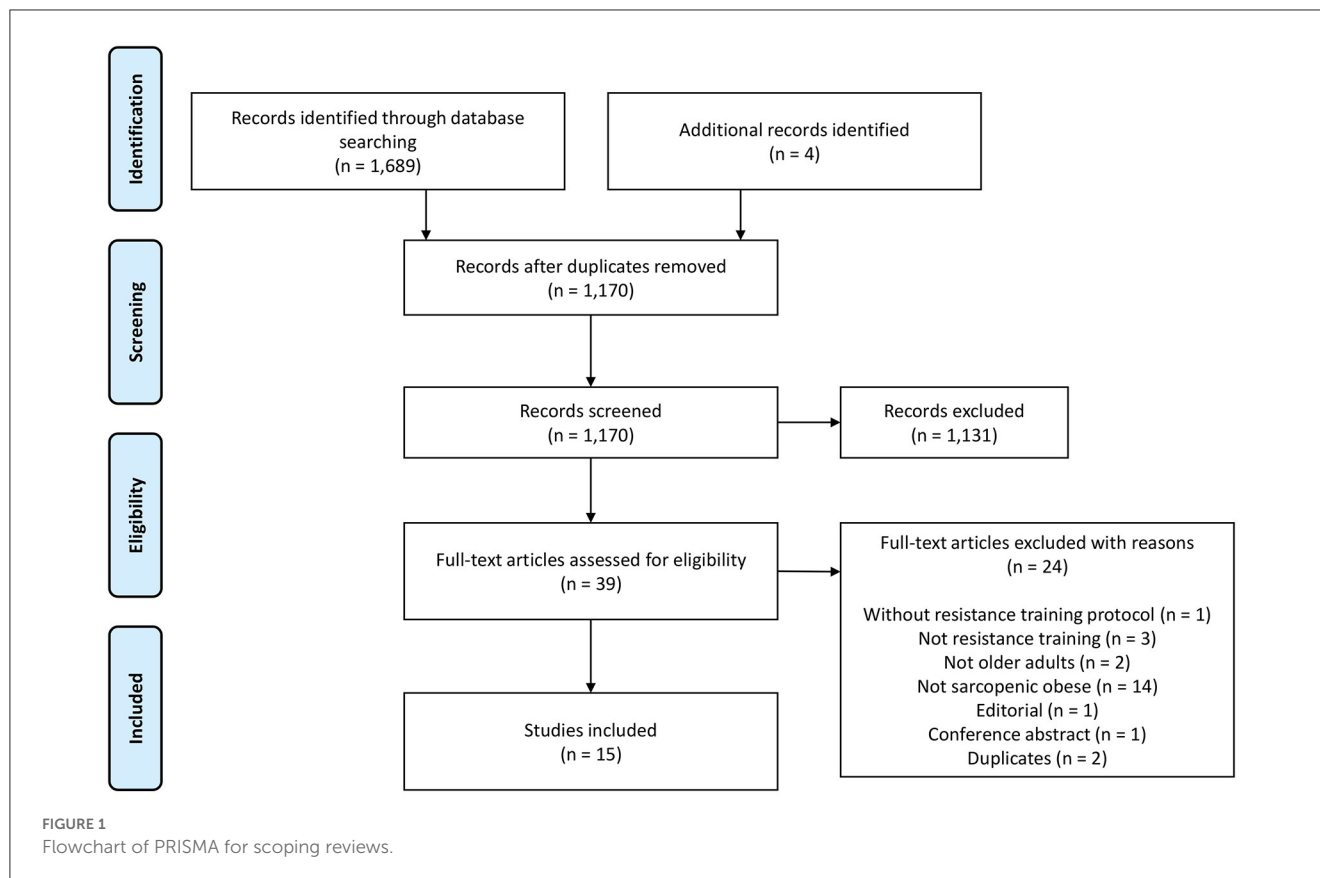 Identification
Records identified through database
searching
(n = 1,689)
Additional records identified
(n = 4)
Screening
Records after duplicates removed
(n = 1,170)
Records screened
(n = 1,170)
Records excluded
(n = 1,131)
Eligibility
Full-text articles assessed for eligibility
(n = 39)
Full-text articles excluded with reasons
(n = 24)
Without resistance training protocol (n = 1)
Not resistance training (n = 3)
Not older adults (n = 2)
Not sarcopenic obese (n = 14)
Editorial (n = 1)
Conference abstract (n = 1)
Duplicates (n = 2)
Included
Studies included
(n = 15)
FIGURE 1
Flowchart of PRISMA for scoping reviews.